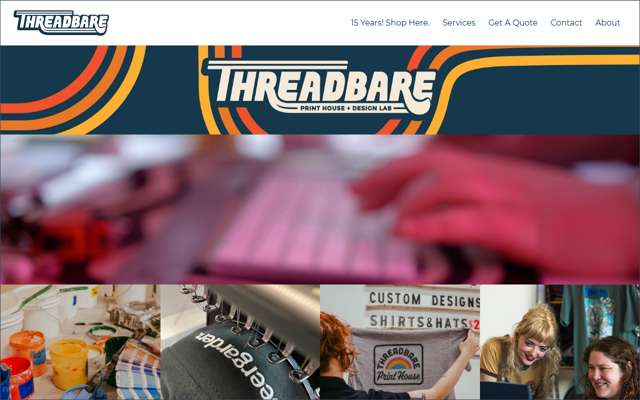 THREADBARE
15 Years! Shop Here.
Services
Get A Quote
Contact
About
THREADBARE
PRINT HOUSE + DESIGN LAB
eergarden
CUSTOM DESIGNS
SHIRTS&HATS $2
THREADBARE
Print House